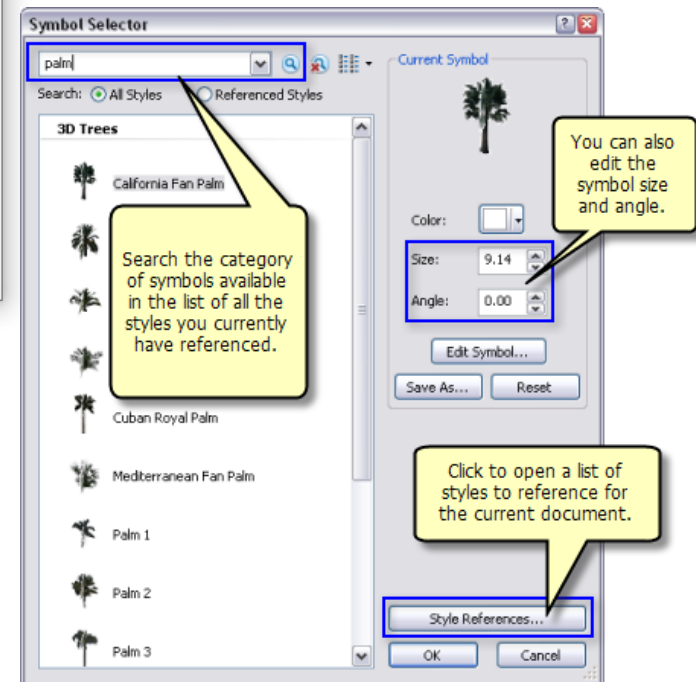 Symbol Selector
palm
Search: All Styles Referenced Styles
3D Trees
California Fan Palm
Search the category
of symbols available
in the list of all the
styles you currently
have referenced.
Cuban Royal Palm
Mediterranean Fan Palm
Palm 1
Palm 2
Palm 3
Current Symbol
You can also
edit the
symbol size
and angle.
Color:
Size: 9.14
Angle: 0.00
Edit Symbol...
Save As... Reset
Click to open a list of
styles to reference for
the current document.
Style References...
OK Cancel